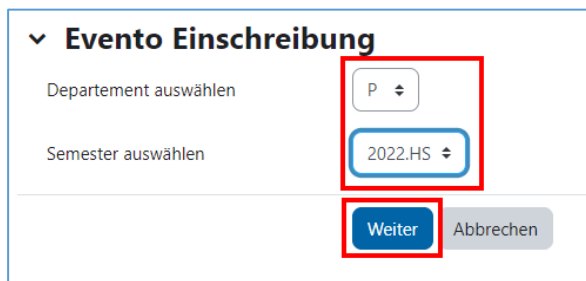 Evento Einschreibung
Departement auswählen P
Semester auswählen 2022.HS
Weiter Abbrechen